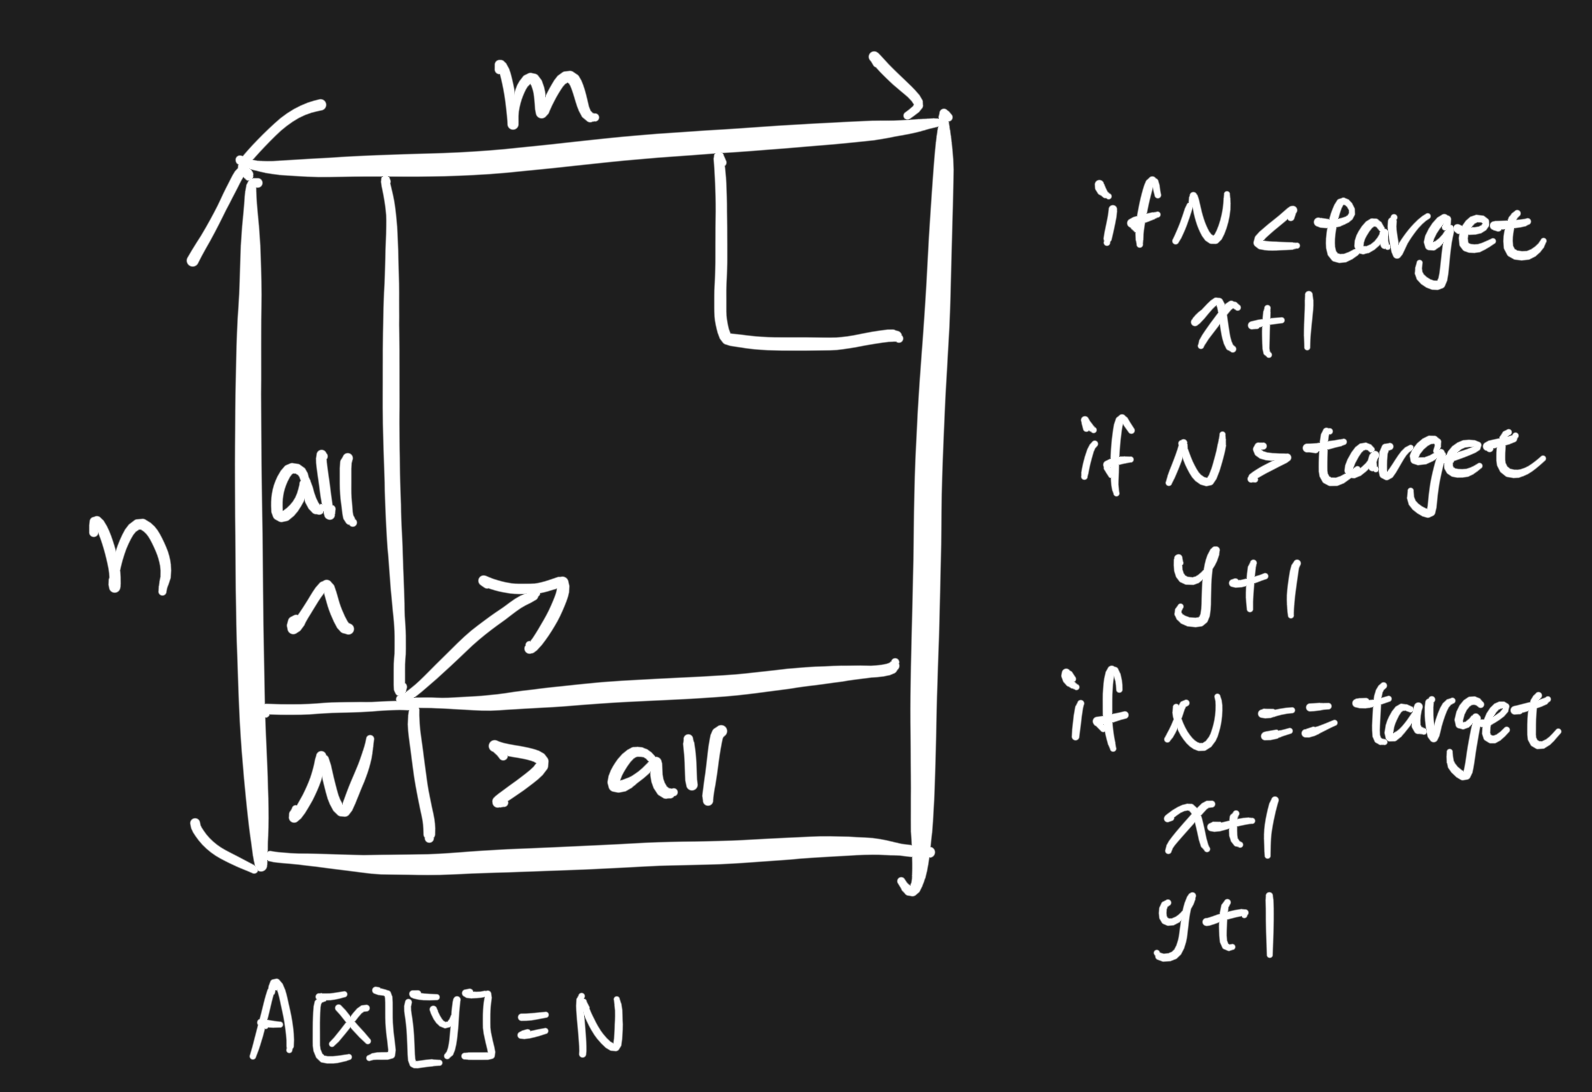 m
n
all
^
N > all
A[x][y] = N
if N < target
x+1
if N > target
y+1
if N == target
x+1
y+1